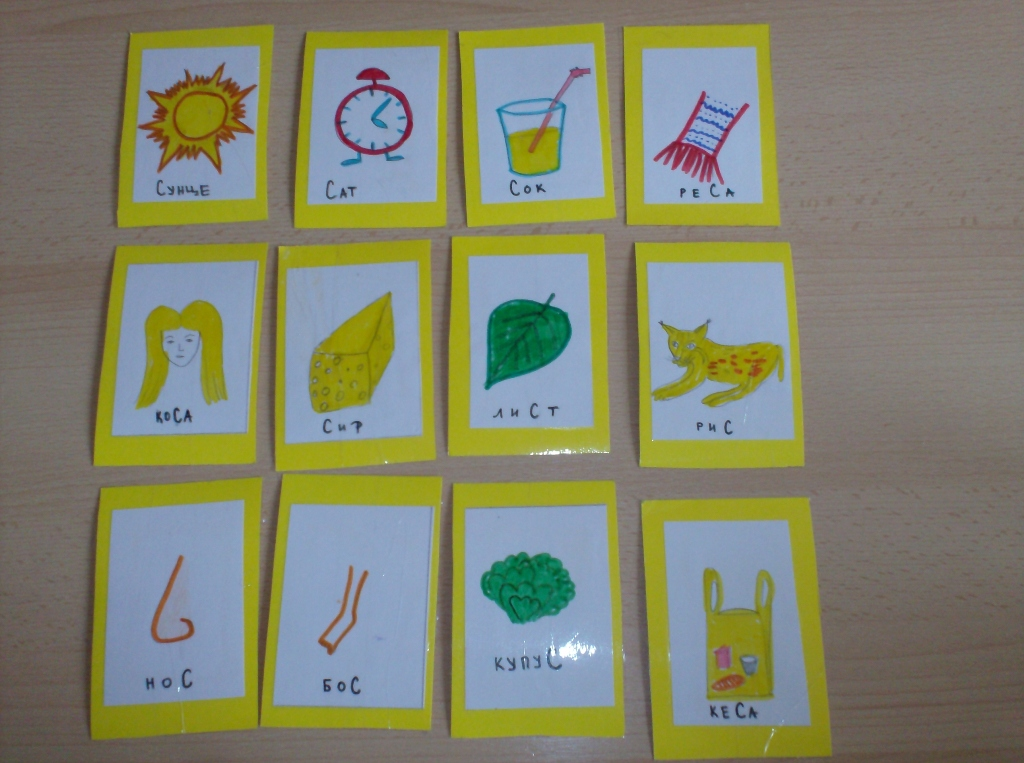 Сунце
Сат
Сок
реСа
коСа
Сир
лиСт
риС
ноС
боС
купуС
кеСа